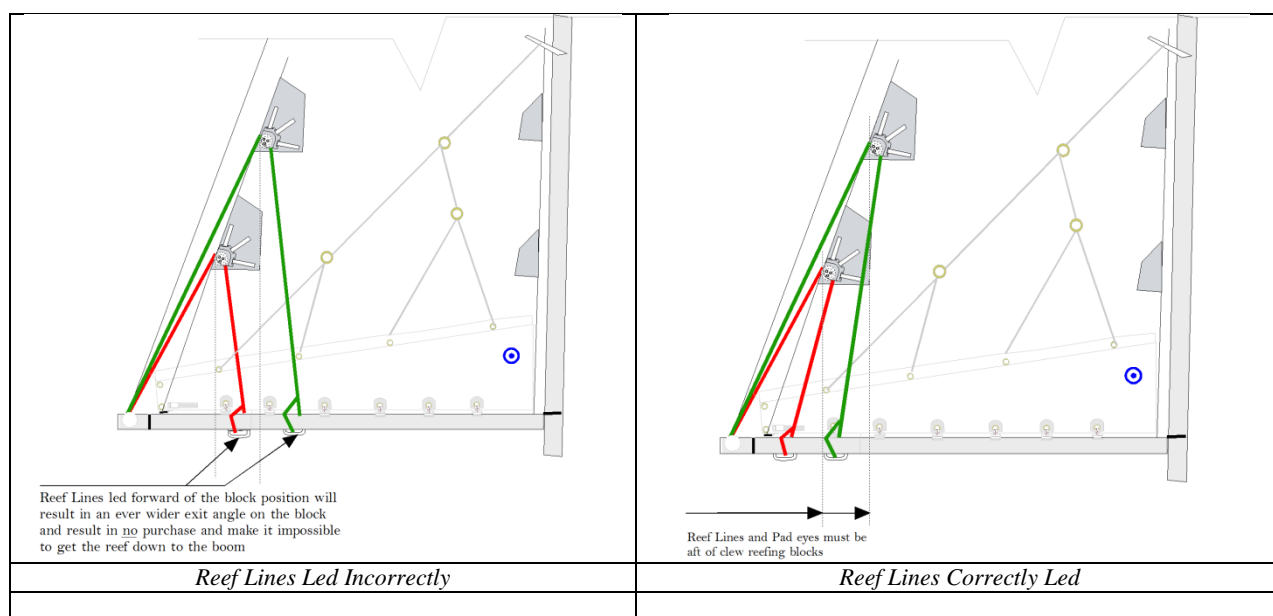 Reef Lines led forward of the block position will
result in an ever wider exit angle on the block
and result in no purchase and make it impossible
to get the reef down to the boom
Reef Lines and Pad eyes must be
aft of clew reefing blocks
Reef Lines Led Incorrectly
Reef Lines Correctly Led